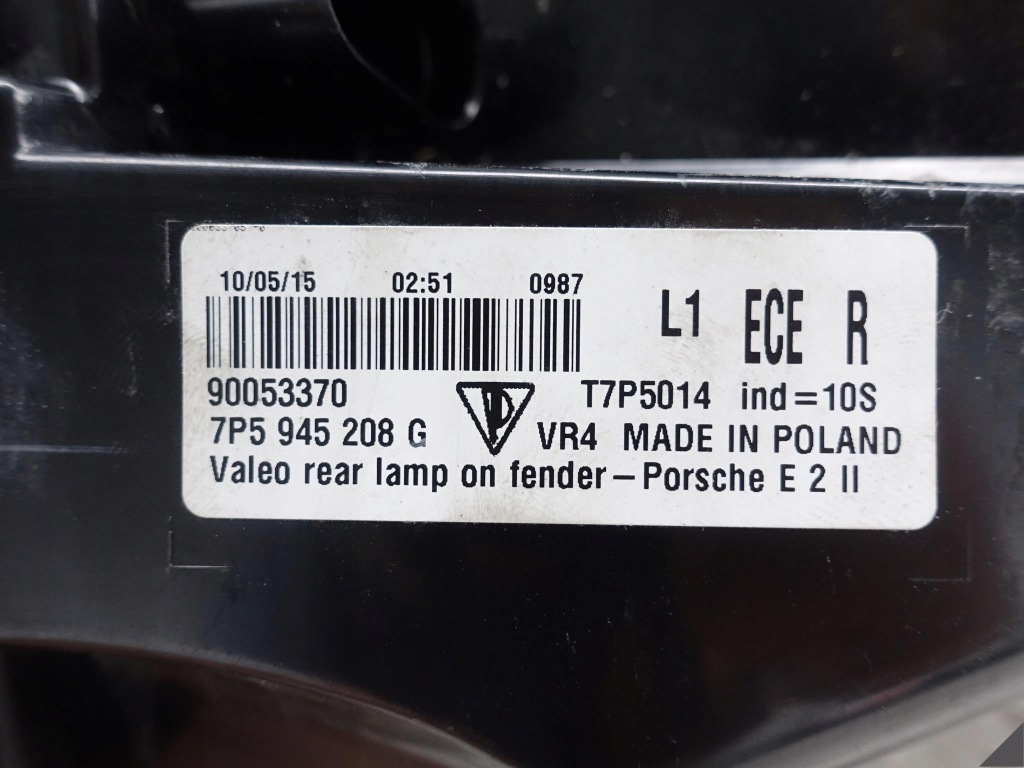 10/05/15 02:51 0987
L1 ECE R
90053370 T7P5014 ind=10S
7P5 945 208 G VR4 MADE IN POLAND
Valeo rear lamp on fender-Porsche E 2 II